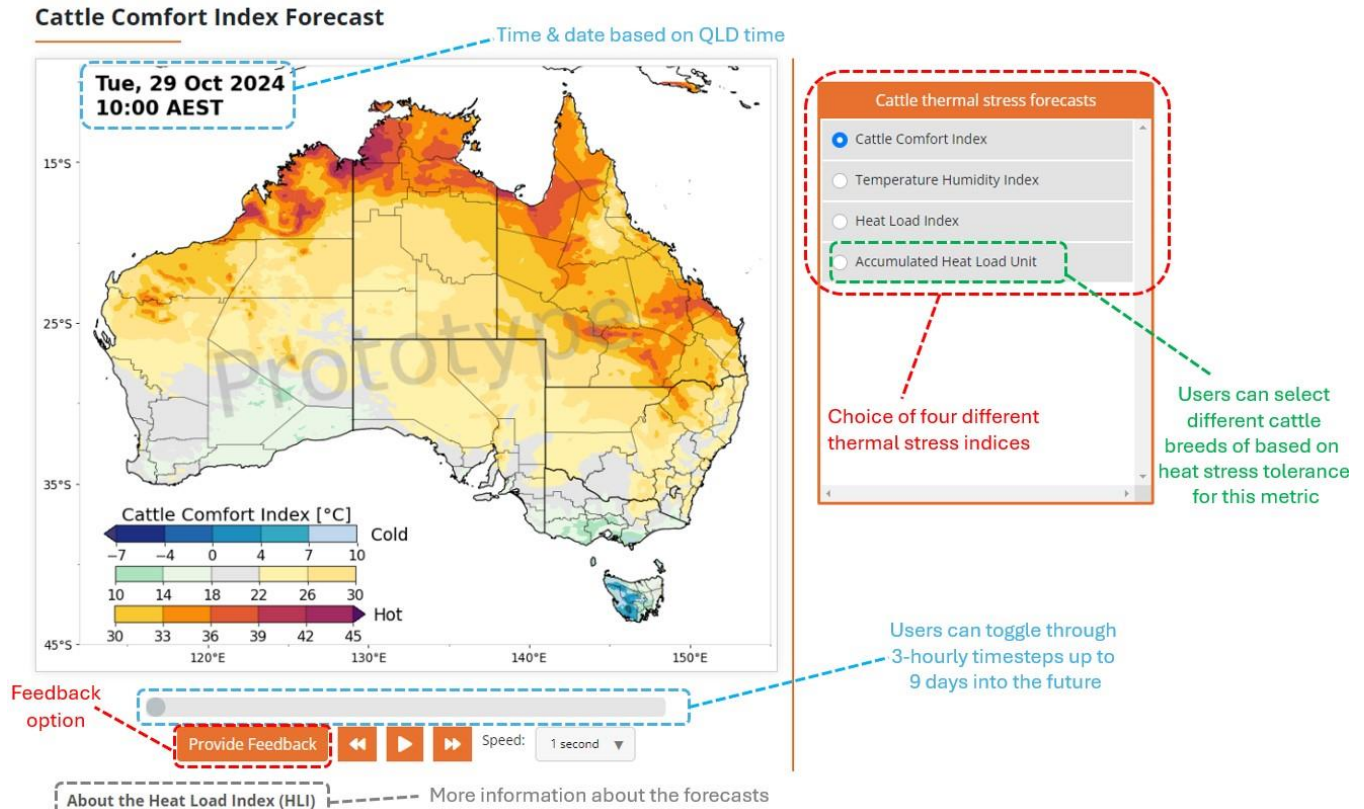 Cattle Comfort Index Forecast
Time & date based on QLD time
Tue, 29 Oct 2024
10:00 AEST
15°S
25°S
35°S
45°S
120°E
130°E
140°E
150°E
Prototype
Cattle Comfort Index [°C]
Cold
−7 −4 0 4 7 10
10 14 18 22 26 30
Hot
30 33 36 39 42 45
Cattle thermal stress forecasts
Cattle Comfort Index
Temperature Humidity Index
Heat Load Index
Accumulated Heat Load Unit
Choice of four different
thermal stress indices
Users can select
different cattle
breeds of based on
heat stress tolerance
for this metric
Users can toggle through
3-hourly timesteps up to
9 days into the future
Feedback
option
Provide Feedback
Speed:
1 second
About the Heat Load Index (HLI)
More information about the forecasts